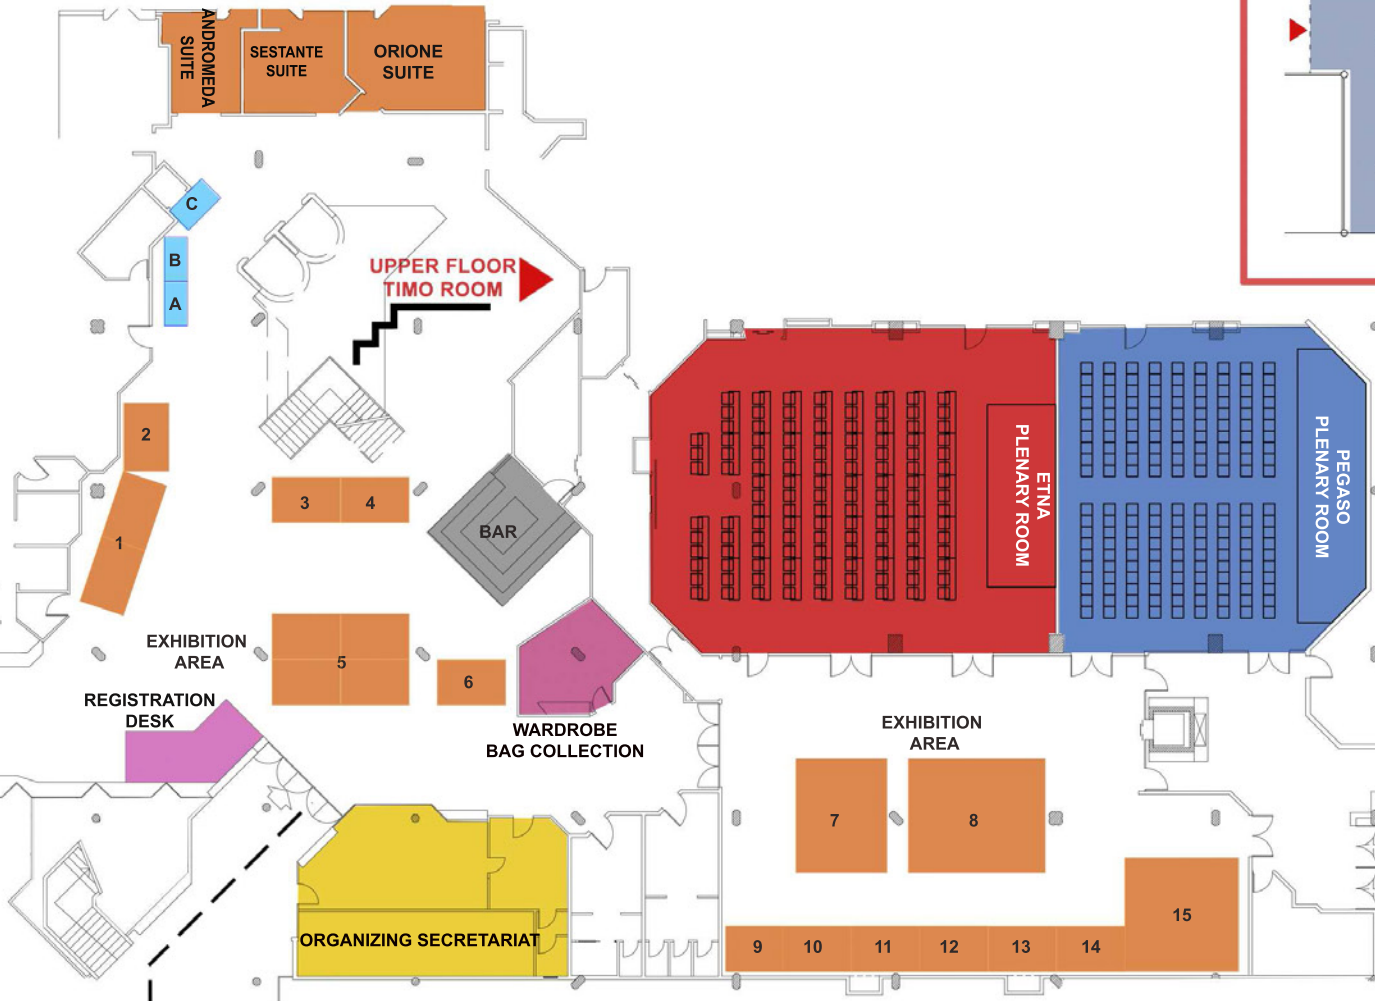 ANDROMEDA
SUITE
SESTANTE
SUITE
ORIONE
SUITE
C
B
A
UPPER FLOOR
TIMO ROOM
2
1
3
4
BAR
ETNA
PLENARY ROOM
PEGASO
PLENARY ROOM
EXHIBITION
AREA
5
6
REGISTRATION
DESK
WARDROBE
BAG COLLECTION
EXHIBITION
AREA
7
8
ORGANIZING SECRETARIAT
9
10
11
12
13
14
15